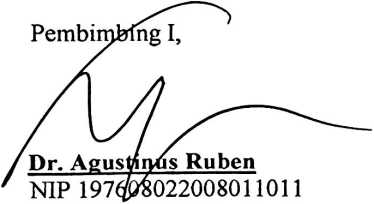 Pembimbing I,
Dr. Agustinus Ruben
NIP 197608022008011011